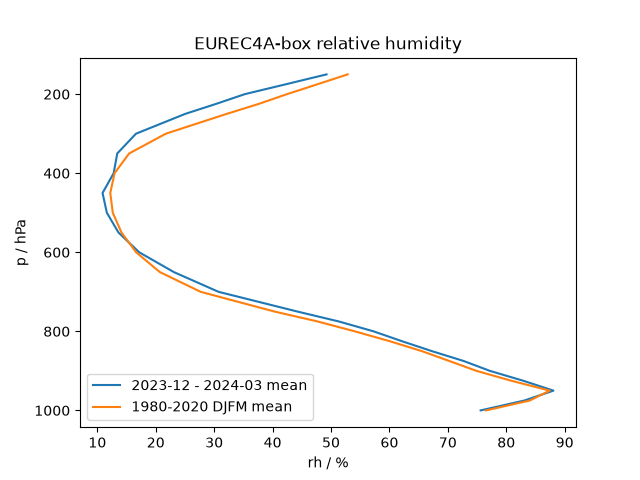 EUREC4A-box relative humidity
p / hPa
200
400
600
800
1000
2023-12 - 2024-03 mean
1980-2020 DJFM mean
10 20 30 40 50 60 70 80 90
rh / %